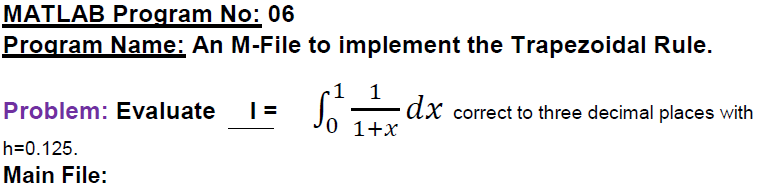 MATLAB Program No: 06
Program Name: An M-File to implement the Trapezoidal Rule.
Problem: Evaluate I = ∫₀¹ 1/(1+x) dx correct to three decimal places with
h=0.125.
Main File: